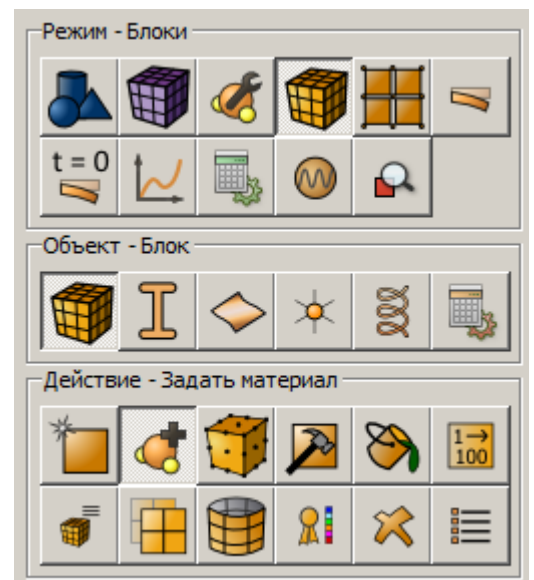 Режим - Блоки
t = 0
Объект - Блок
Действие - Задать материал
1→
100